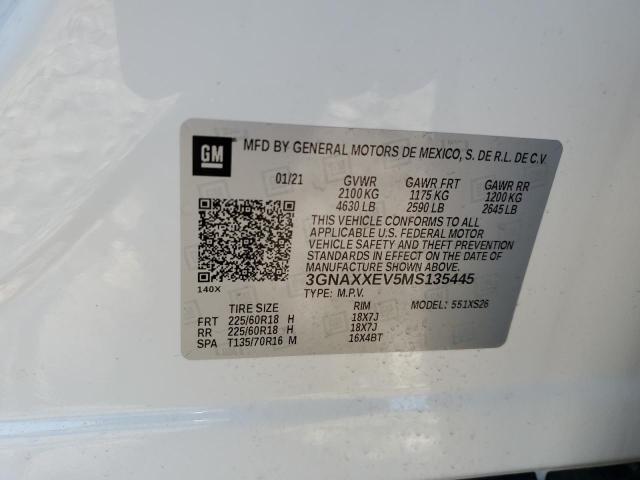 GM
MFD BY GENERAL MOTORS DE MEXICO, S. DE R.L. DE C.V
01/21 GVWR GAWR FRT GAWR RR
2100 KG 1175 KG 1200 KG
4630 LB 2590 LB 2645 LB
THIS VEHICLE CONFORMS TO ALL
APPLICABLE U.S. FEDERAL MOTOR
VEHICLE SAFETY AND THEFT PREVENTION
STANDARDS IN EFFECT ON THE DATE OF
MANUFACTURE SHOWN ABOVE.
3GNAXXEV5MS135445
140X
TYPE: M.P.V. MODEL: 551XS26
TIRE SIZE RIM
FRT 225/60R18 H 18X7J
RR 225/60R18 H 18X7J
SPA T135/70R16 M 16X4BT